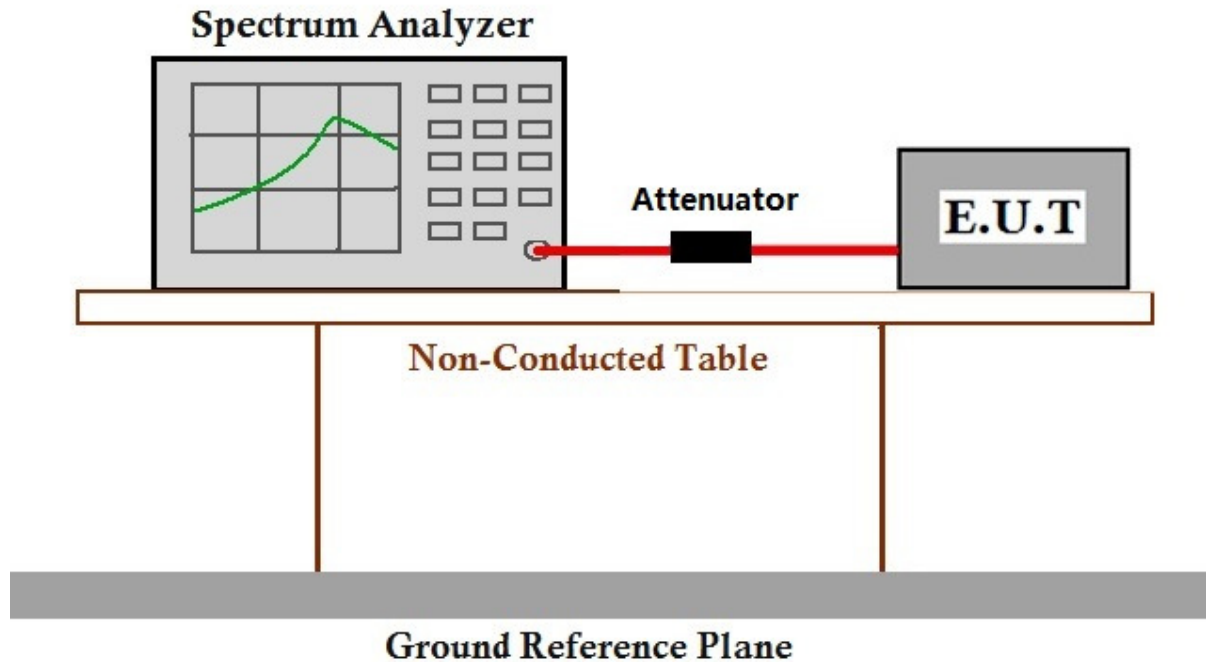 Spectrum Analyzer
Attenuator
E.U.T
Non-Conducted Table
Ground Reference Plane